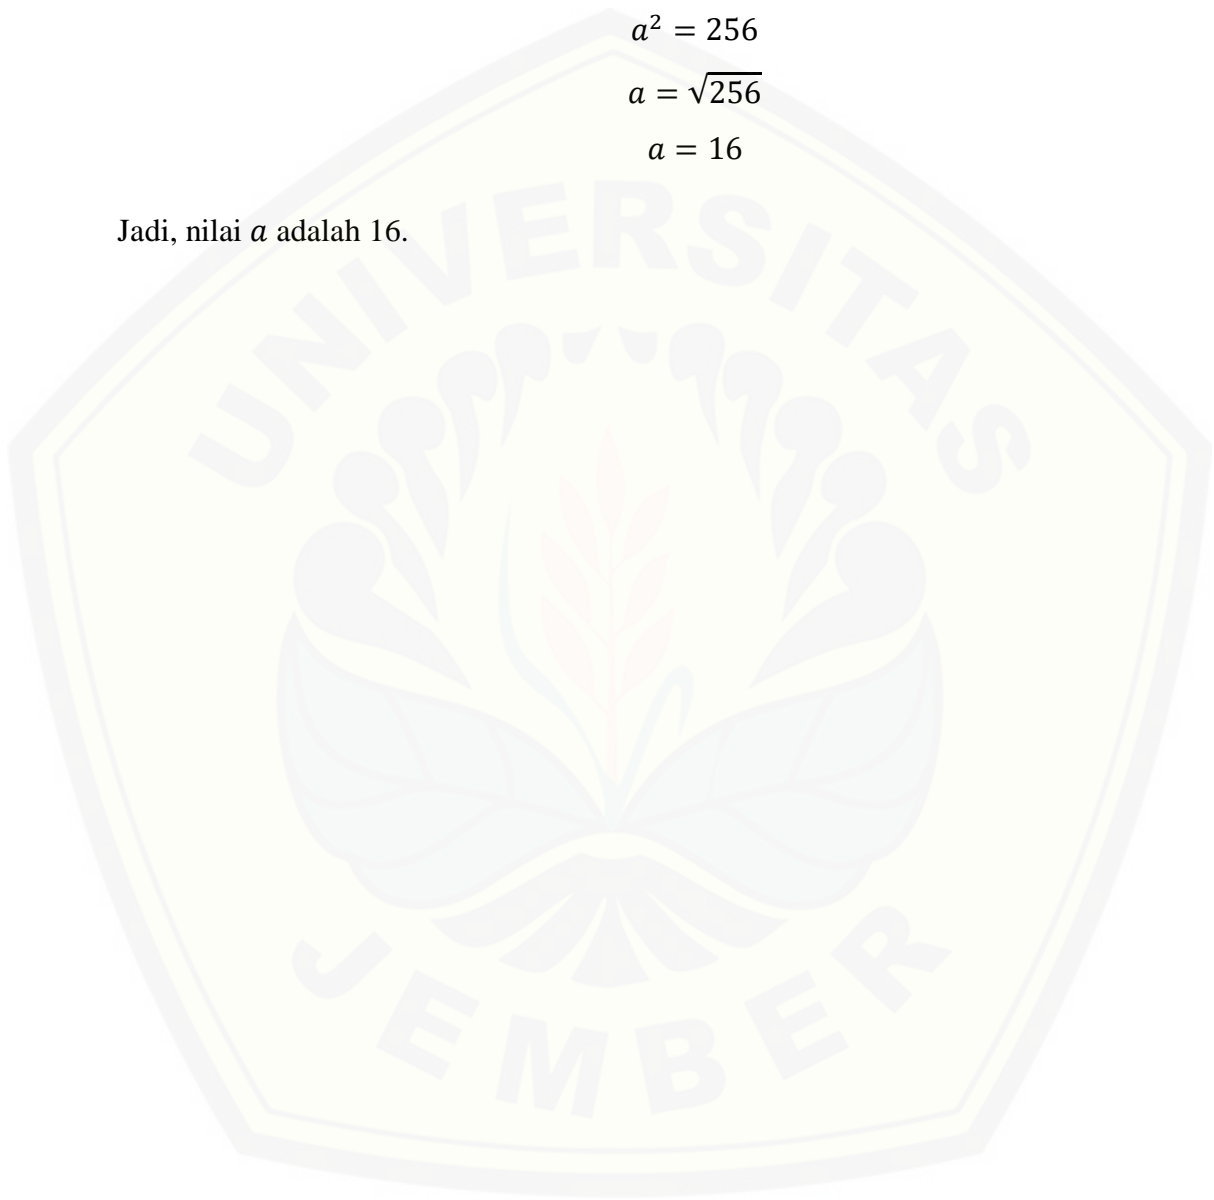 𝑎² = 256
𝑎 = √256
𝑎 = 16
Jadi, nilai 𝑎 adalah 16.
UNIVERSITAS
JEMBER